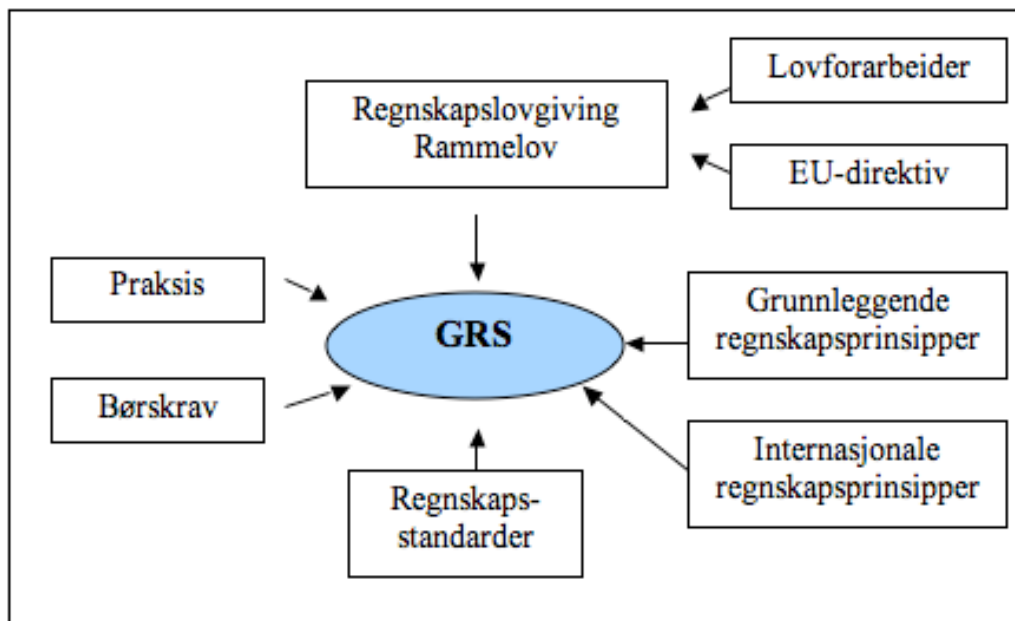 Lovforarbeider
Regnskapslovgiving
Rammelov
EU-direktiv
Praksis
GRS
Grunnleggende
regnskapsprinsipper
Børskrav
Internasjonale
regnskapsprinsipper
Regnskaps-
standarder